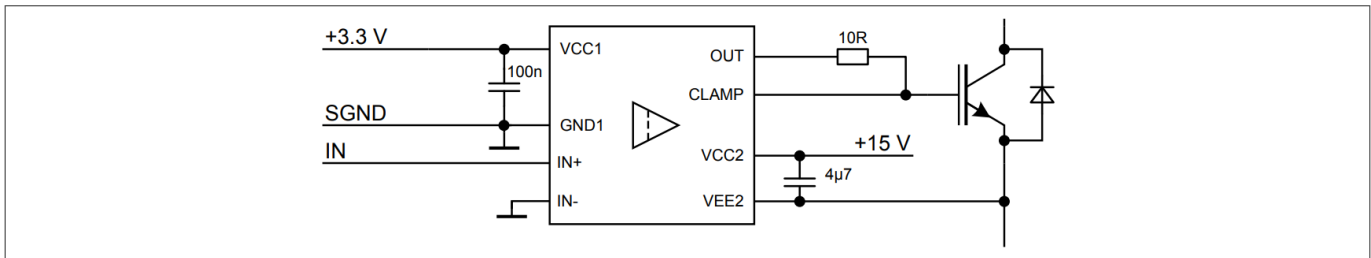 +3.3 V
VCC1
100n
SGND
GND1
IN
IN+
IN-
OUT
10R
CLAMP
VCC2
+15 V
4µ7
VEE2